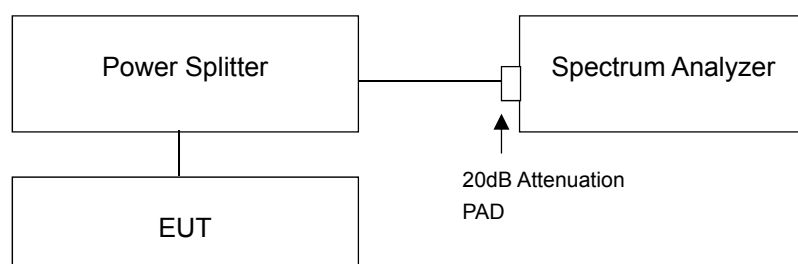 Power Splitter
Spectrum Analyzer
20dB Attenuation
PAD
EUT